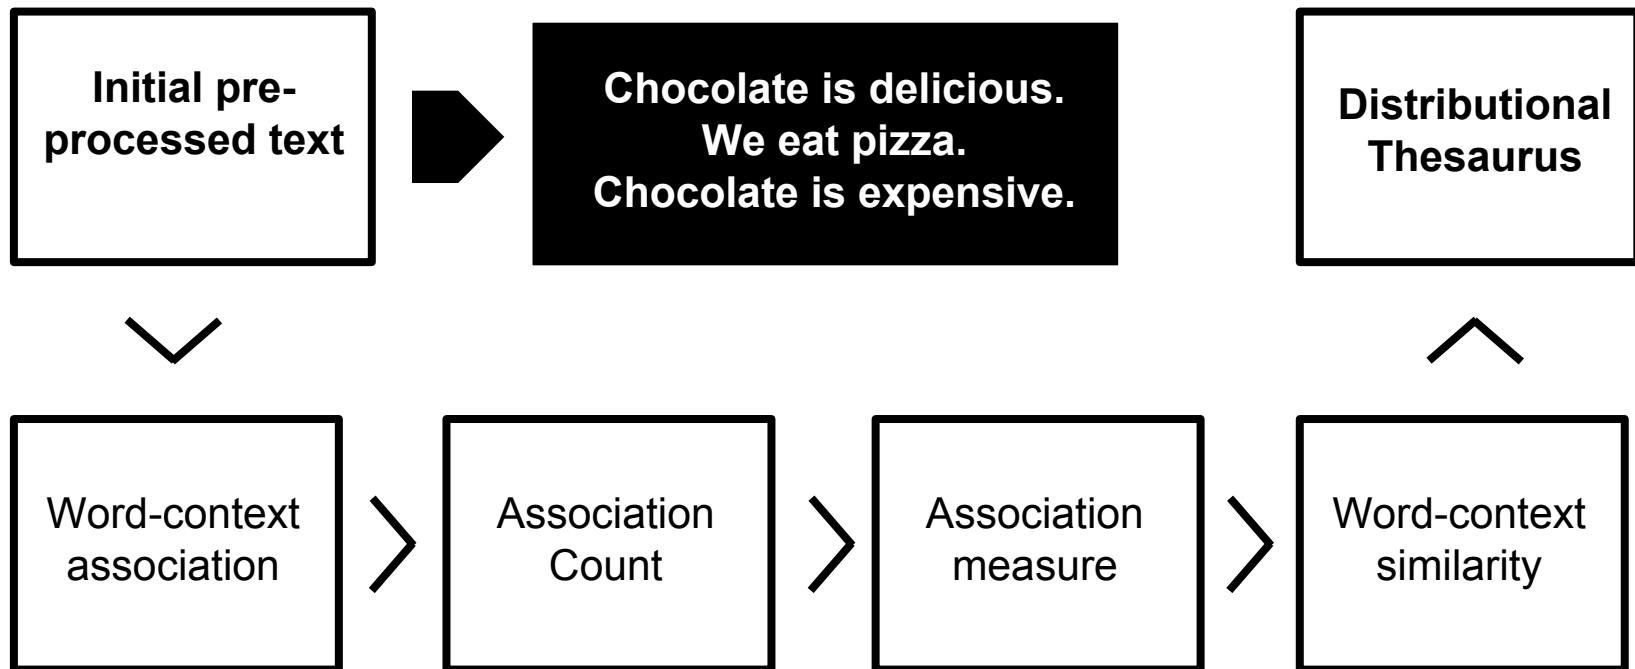 Initial pre-
processed text
Chocolate is delicious.
We eat pizza.
Chocolate is expensive.
Distributional
Thesaurus
Word-context
association
Association
Count
Association
measure
Word-context
similarity